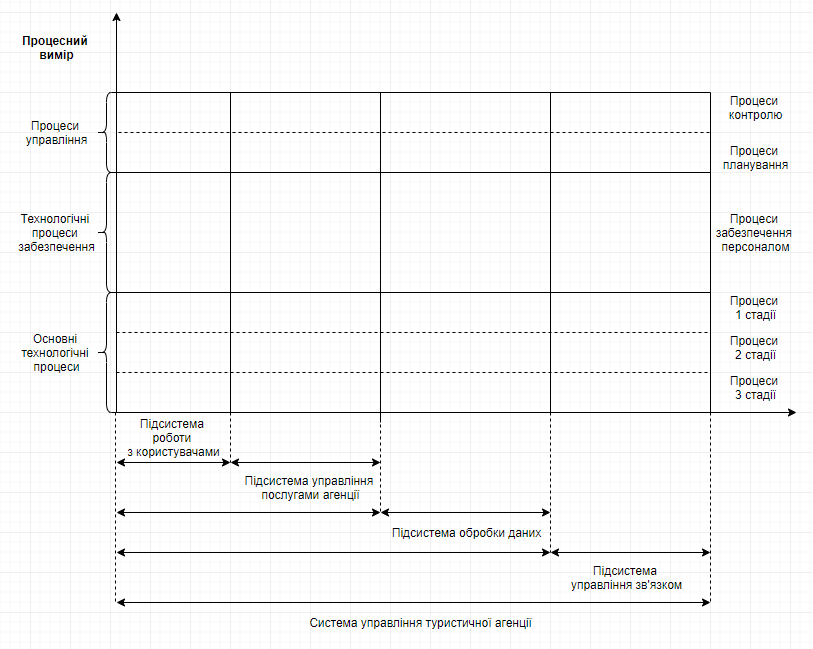 Процесний
вимір
Процеси
контролю
Процеси
управління
Процеси
планування
Технологічні
процеси
забезпечення
Процеси
забезпечення
персоналом
Процеси
1 стадії
Основні
технологічні
процеси
Процеси
2 стадії
Процеси
3 стадії
Підсистема
роботи
з користувачами
Підсистема управління
послугами агенції
Підсистема обробки даних
Підсистема
управління зв'язком
Система управління туристичної агенції